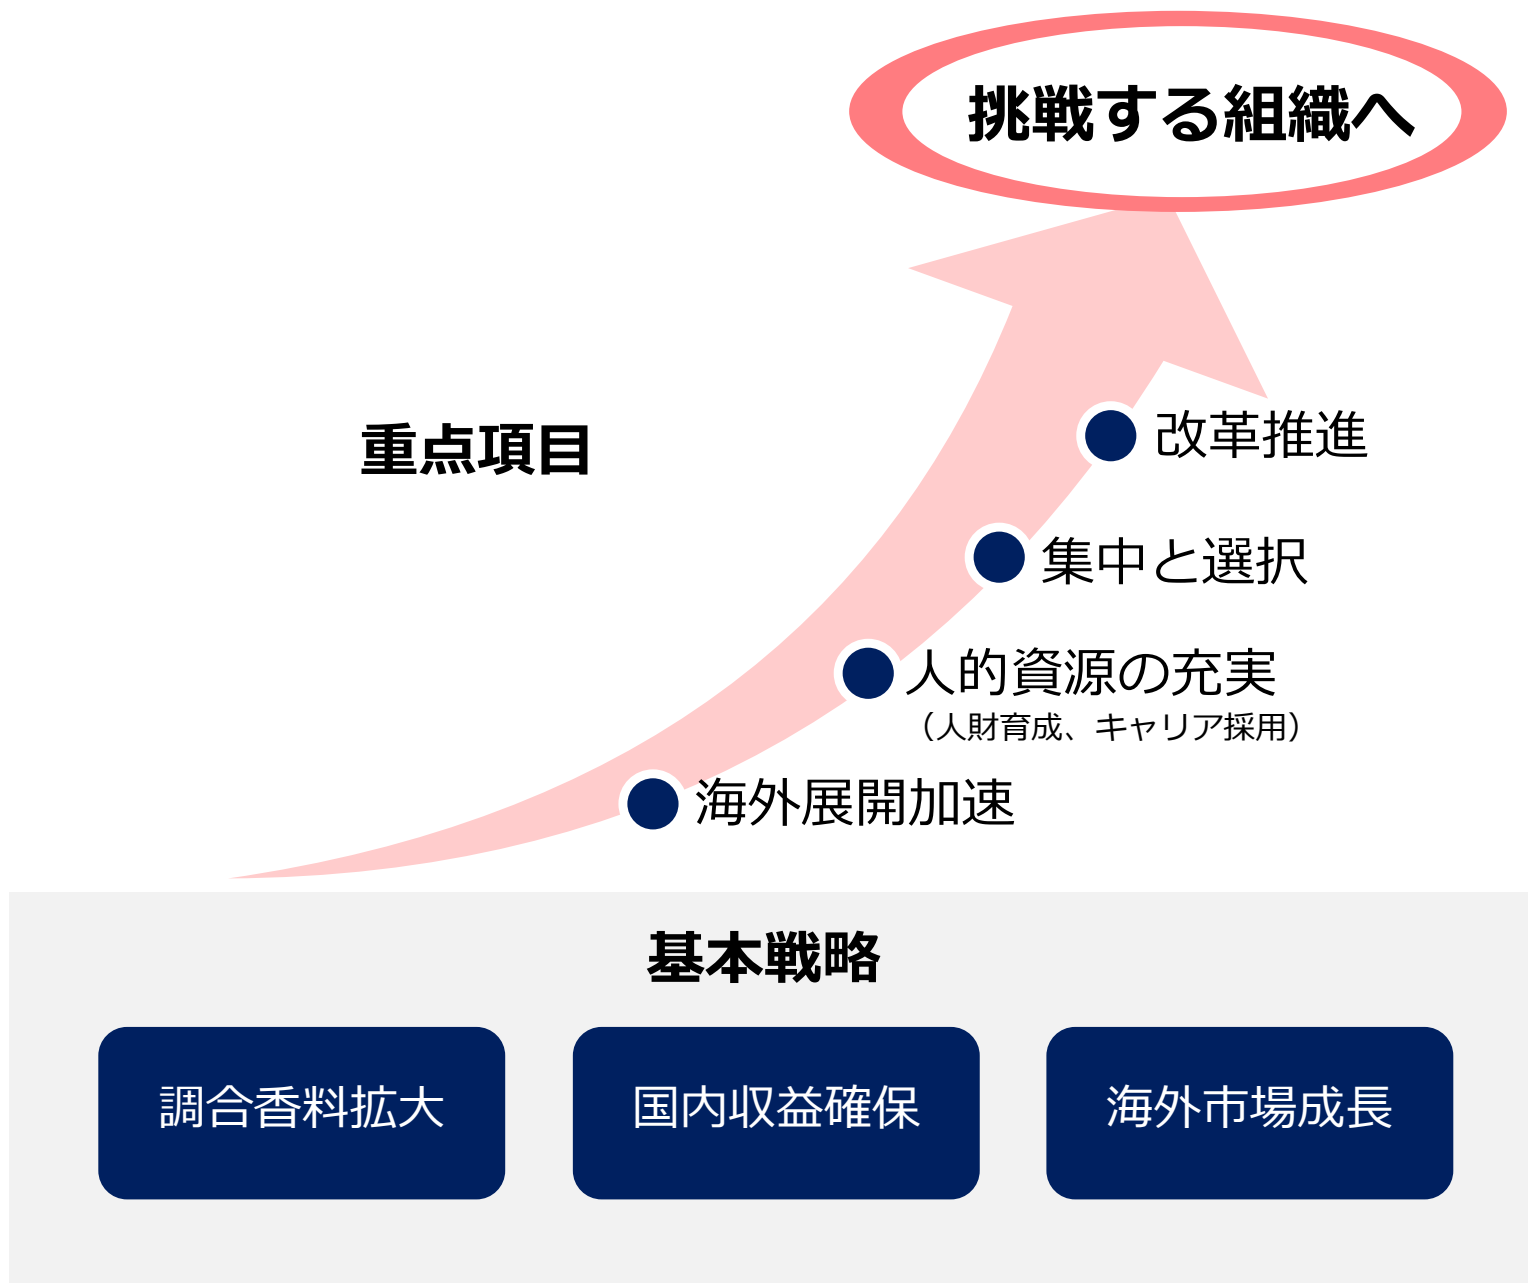 挑戦する組織へ
重点項目
改革推進
集中と選択
人的資源の充実
（人財育成、キャリア採用）
海外展開加速
基本戦略
調合香料拡大
国内収益確保
海外市場成長